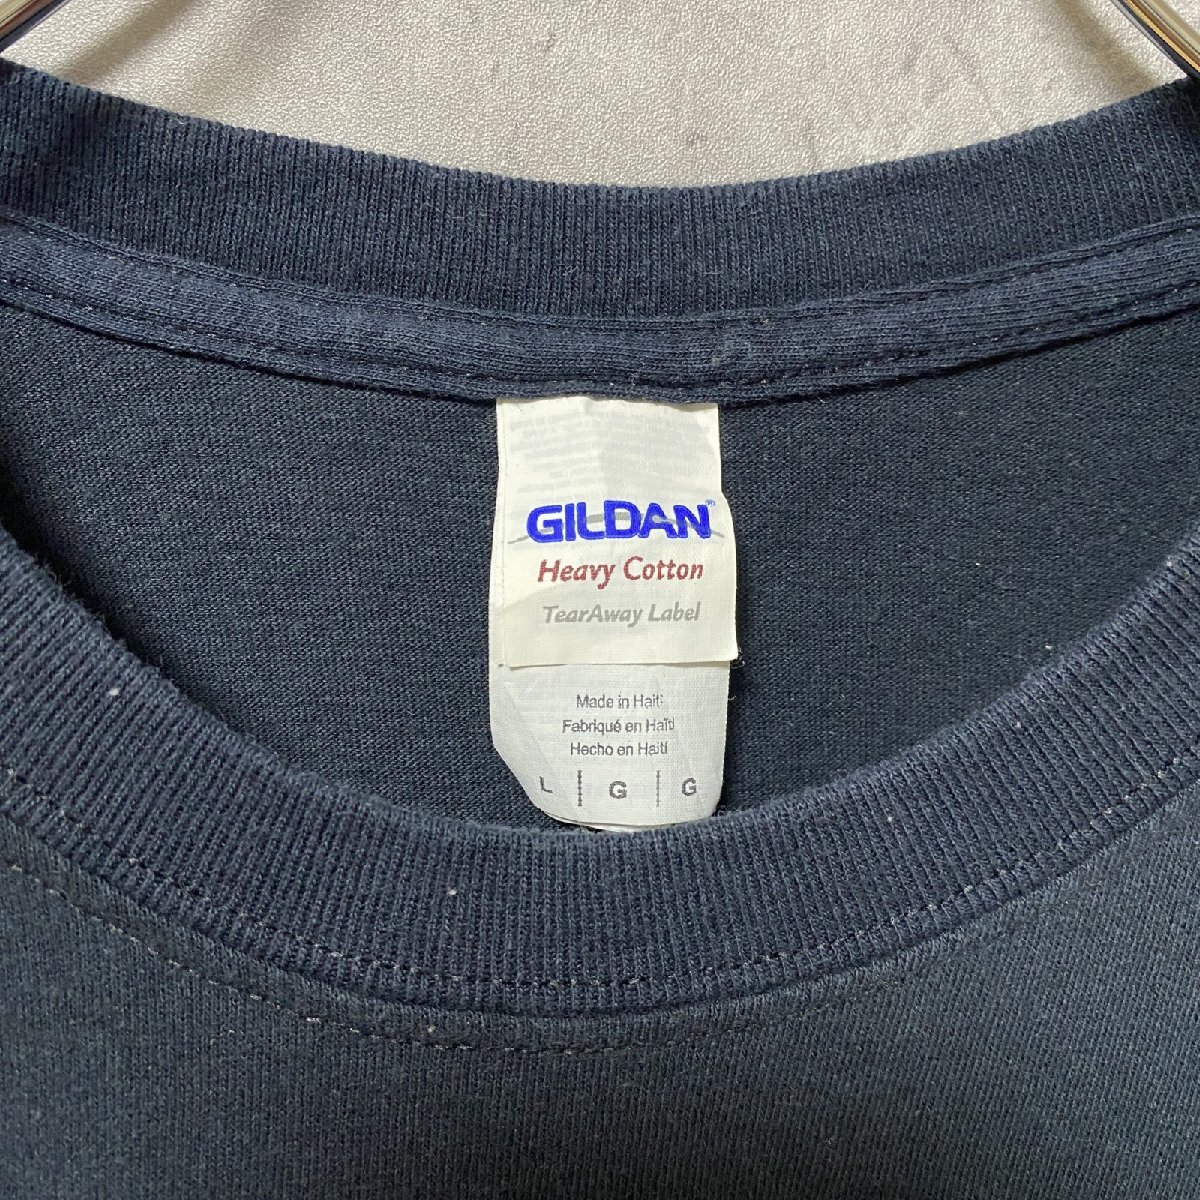 GILDAN®
Heavy Cotton
TearAway Label
Made in Haiti
Fabriqué en Haïti
Hecho en Haití
L | G | G